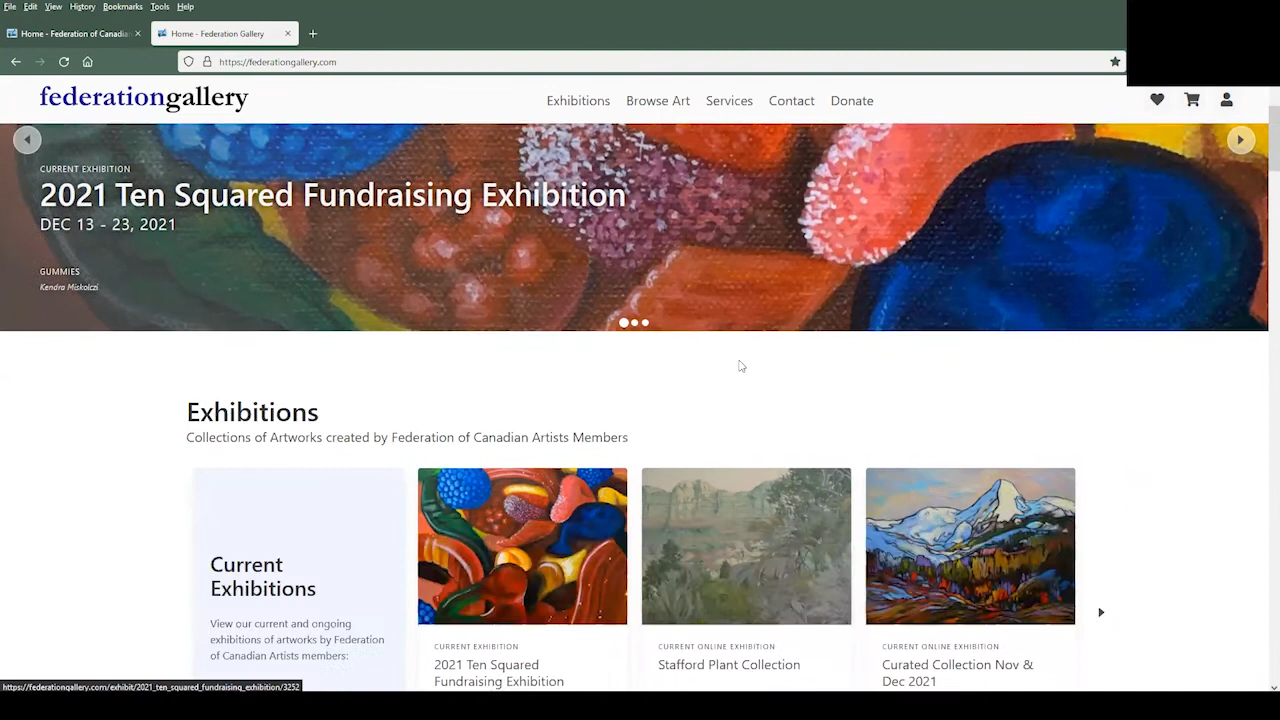 File Edit View History Bookmarks Tools Help
Home - Federation of Canadia
Home - Federation Gallery
https://federationgallery.com
federationgallery
Exhibitions Browse Art Services Contact Donate
CURRENT EXHIBITION
2021 Ten Squared Fundraising Exhibition
DEC 13 - 23, 2021
GUMMIES
Kendra Miskolczi
Exhibitions
Collections of Artworks created by Federation of Canadian Artists Members
Current
Exhibitions
View our current and ongoing
exhibitions of artworks by Federation
of Canadian Artists members:
CURRENT EXHIBITION
2021 Ten Squared
Fundraising Exhibition
CURRENT ONLINE EXHIBITION
Stafford Plant Collection
CURRENT ONLINE EXHIBITION
Curated Collection Nov &
Dec 2021
https://federationgallery.com/exhibit/2021_ten_squared_fundraising_exhibition/3252